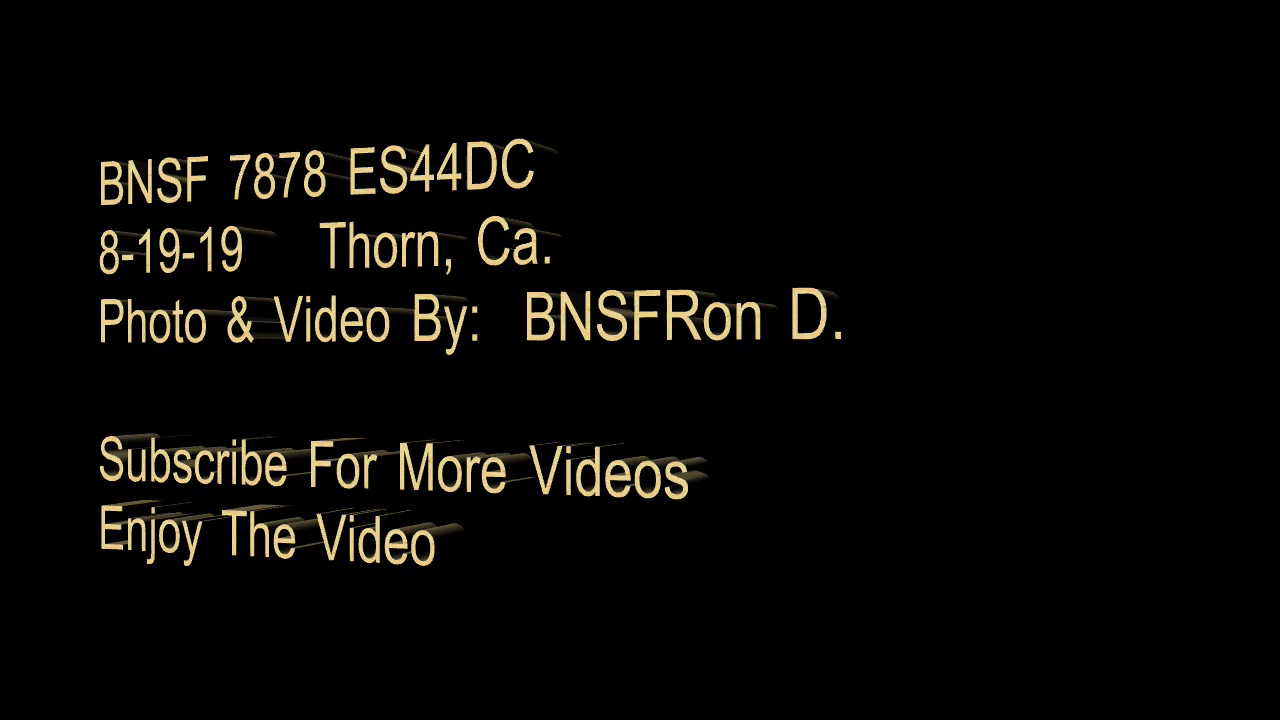 BNSF 7878 ES44DC
8-19-19 Thorn, Ca.
Photo & Video By: BNSFRon D.
Subscribe For More Videos
Enjoy The Video